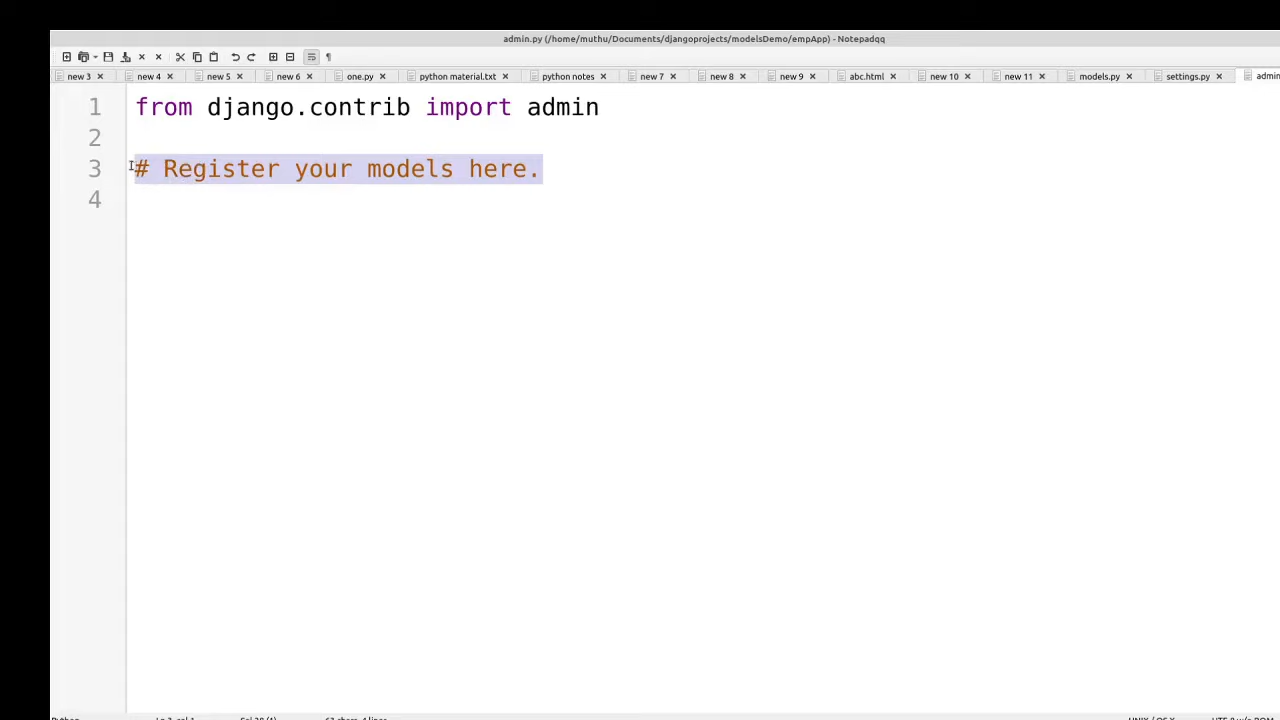 admin.py (/home/muthu/Documents/djangoprojects/modelsDemo/empApp) - Notepadqq
new 3 new 4 new 5 new 6 one.py python material.txt python notes new 7 new 8 new 9 abc.html new 10 new 11 models.py settings.py admin
1 from django.contrib import admin
2
3 # Register your models here.
4